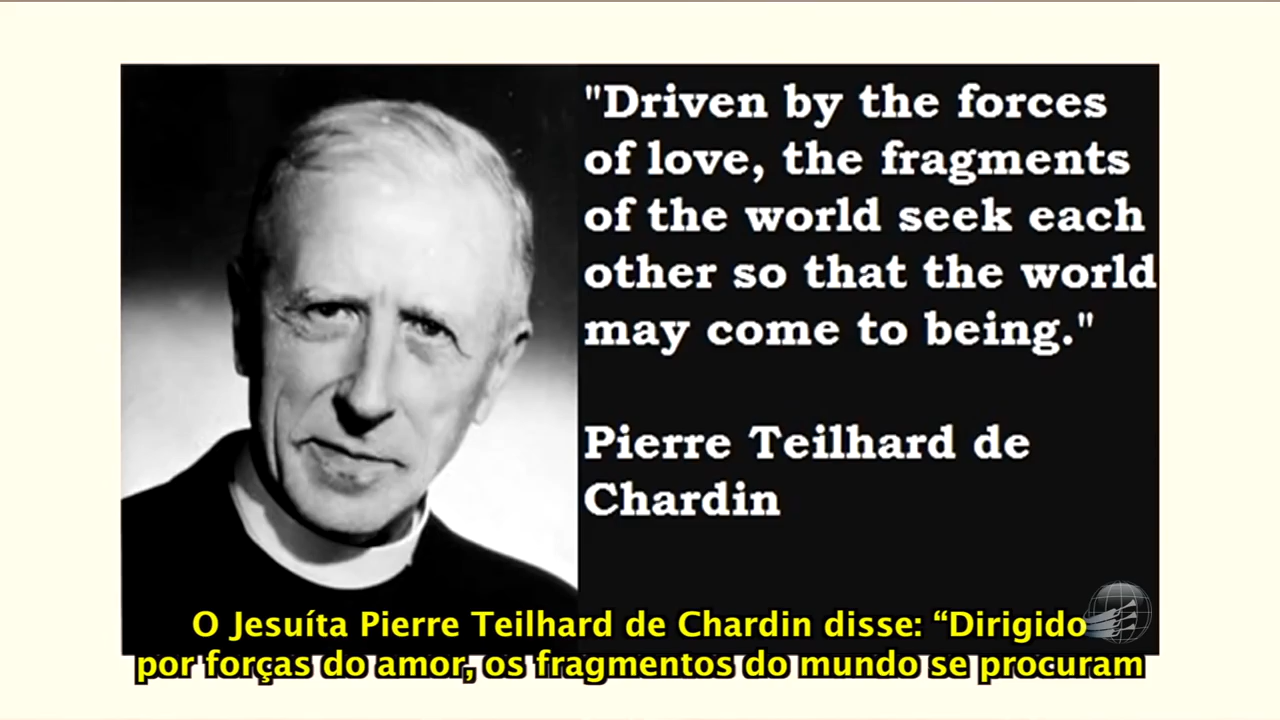 "Driven by the forces
of love, the fragments
of the world seek each
other so that the world
may come to being."
Pierre Teilhard de
Chardin
O Jesuíta Pierre Teilhard de Chardin disse: “Dirigido
por forças do amor, os fragmentos do mundo se procuram